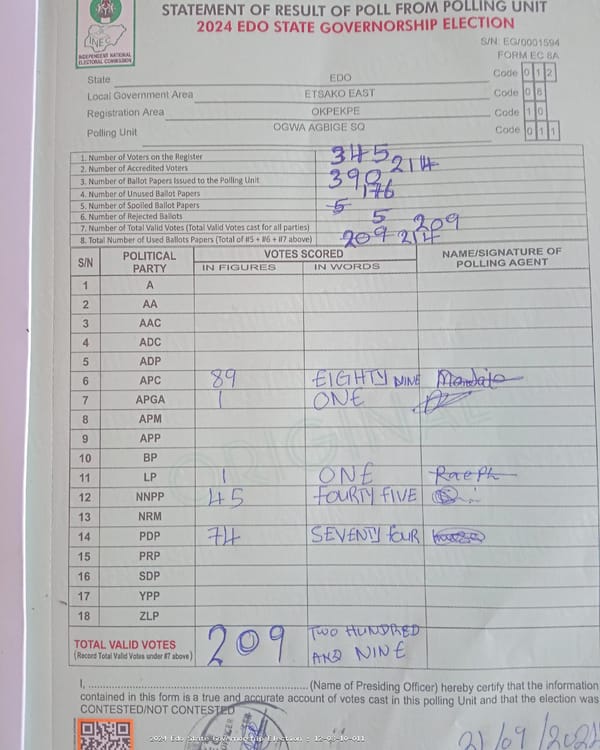 STATEMENT OF RESULT OF POLL FROM POLLING UNIT
2024 EDO STATE GOVERNORSHIP ELECTION
INEC
INDEPENDENT NATIONAL
ELECTORAL COMMISSION
S/N: EG/0001594
FORM EC 8A
State EDO Code 0 1 2
Local Government Area ETSAKO EAST Code 0 8
Registration Area OKPEKPE Code 1 0
Polling Unit OGWA AGBIGE SQ Code 0 1 1
1. Number of Voters on the Register 345
2. Number of Accredited Voters 214
3. Number of Ballot Papers Issued to the Polling Unit 390
4. Number of Unused Ballot Papers 176
5. Number of Spoiled Ballot Papers 5
6. Number of Rejected Ballots 5
7. Number of Total Valid Votes (Total Valid Votes cast for all parties) 209
8. Total Number of Used Ballots Papers (Total of #5 + #6 + #7 above) 209 214
S/N POLITICAL PARTY VOTES SCORED NAME/SIGNATURE OF POLLING AGENT
IN FIGURES IN WORDS
1 A
2 AA
3 AAC
4 ADC
5 ADP
6 APC 89 EIGHTY NINE
7 APGA 1 ONE
8 APM
9 APP
10 BP
11 LP 1 ONE
12 NNPP 45 FOURTY FIVE
13 NRM
14 PDP 74 SEVENTY FOUR
15 PRP
16 SDP
17 YPP
18 ZLP
TOTAL VALID VOTES 209 TWO HUNDRED
(Record Total Valid Votes under #7 above) AND NINE
ORIGINAL
I, .......... (Name of Presiding Officer) hereby certify that the information
contained in this form is a true and accurate account of votes cast in this polling Unit and that the election was
CONTESTED/NOT CONTESTED
2024 Edo State Governorship Election - 12-08-10-011